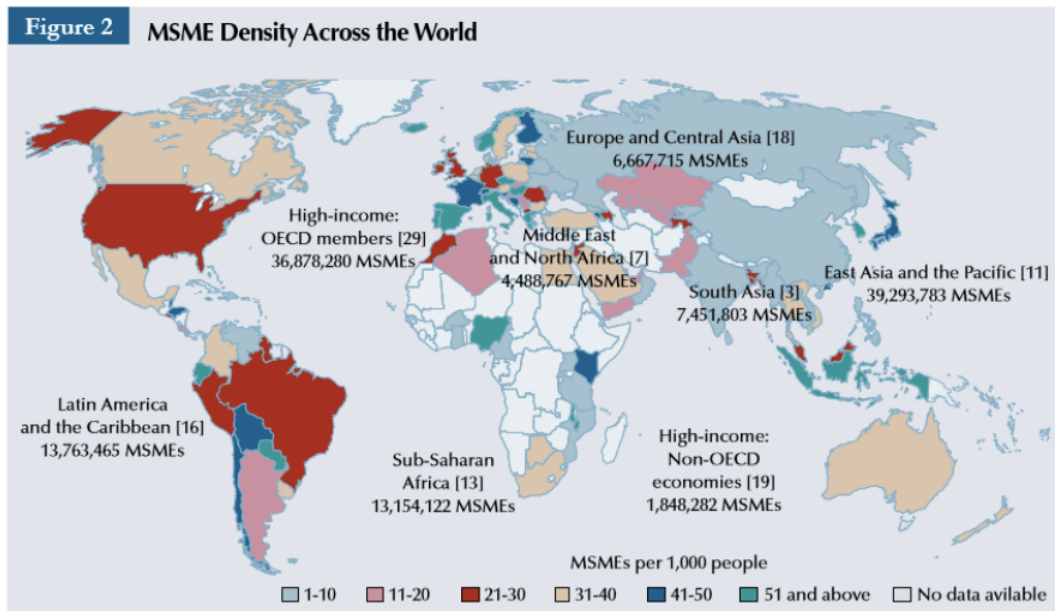 Figure 2
MSME Density Across the World
Europe and Central Asia [18]
6,667,715 MSMEs
High-income:
OECD members [29]
36,878,280 MSMEs
Middle East
and North Africa [7]
4,488,767 MSMEs
South Asia [3]
7,451,803 MSMEs
East Asia and the Pacific [11]
39,293,783 MSMEs
Latin America
and the Caribbean [16]
13,763,465 MSMEs
Sub-Saharan
Africa [13]
13,154,122 MSMEs
High-income:
Non-OECD
economies [19]
1,848,282 MSMEs
MSMEs per 1,000 people
1-10 11-20 21-30 31-40 41-50 51 and above No data avilable